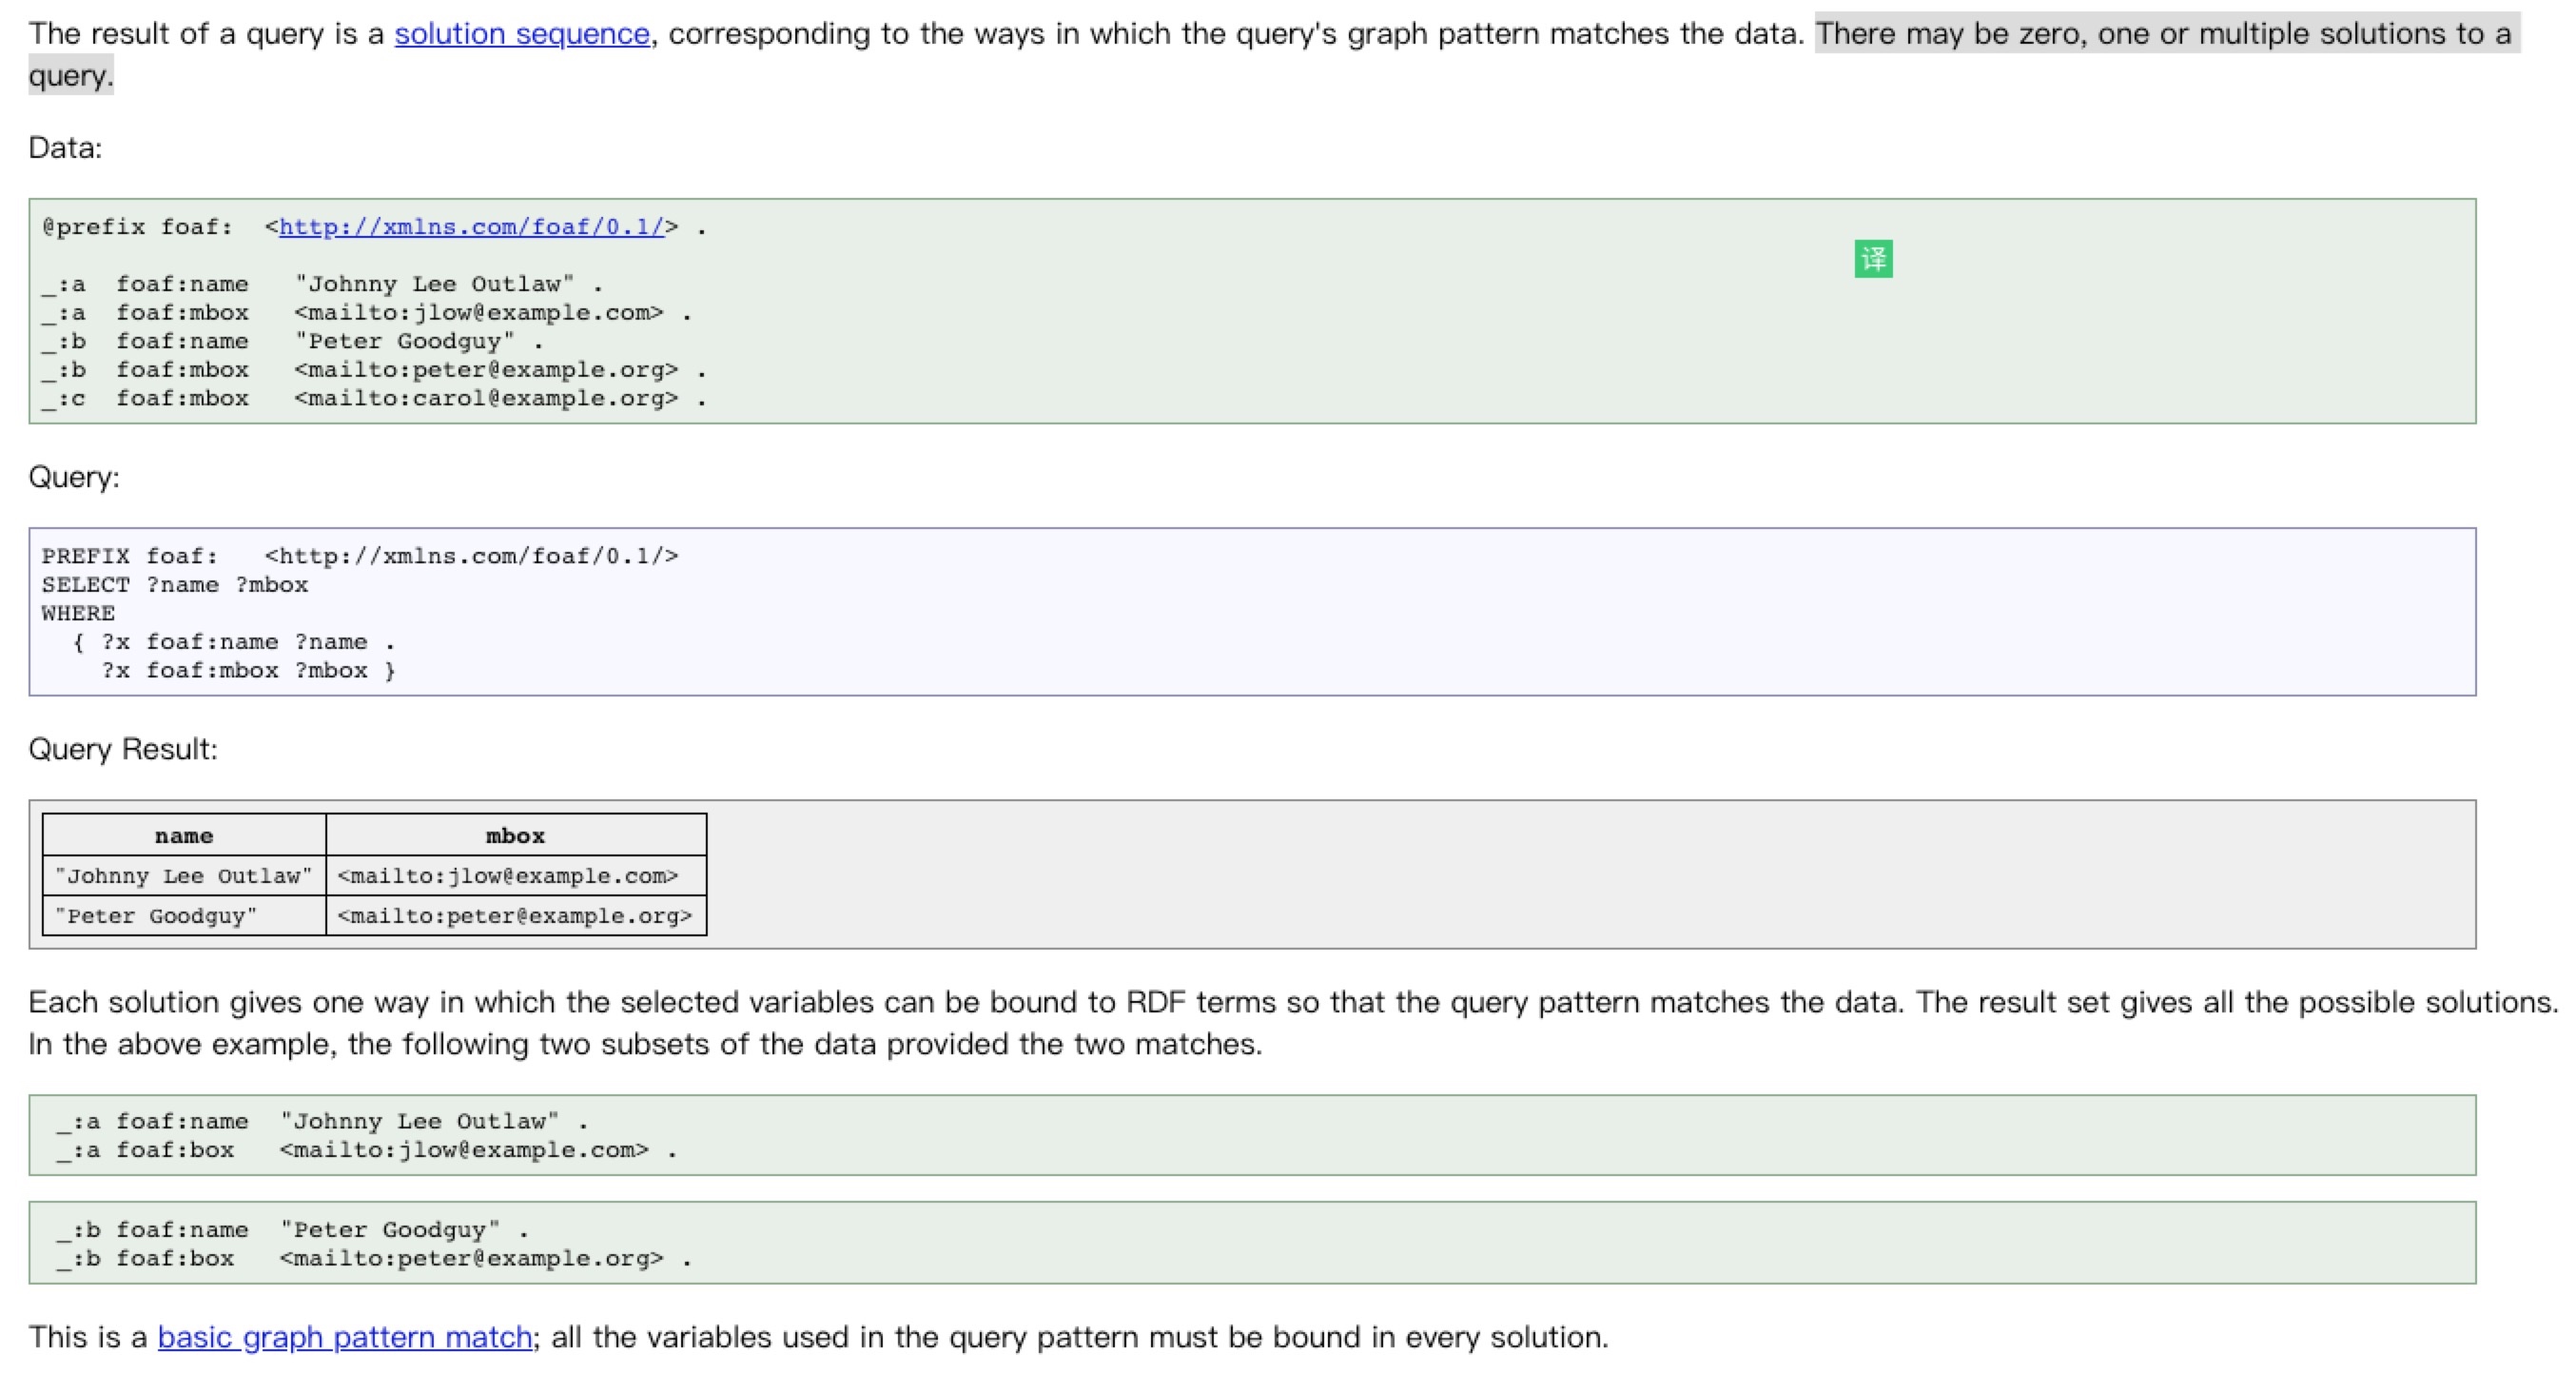 The result of a query is a solution sequence, corresponding to the ways in which the query's graph pattern matches the data. There may be zero, one or multiple solutions to a
query.
Data:
@prefix foaf:  <http://xmlns.com/foaf/0.1/> .
译
_:a  foaf:name   "Johnny Lee Outlaw" .
_:a  foaf:mbox   <mailto:jlow@example.com> .
_:b  foaf:name   "Peter Goodguy" .
_:b  foaf:mbox   <mailto:peter@example.org> .
_:c  foaf:mbox   <mailto:carol@example.org> .
Query:
PREFIX foaf:   <http://xmlns.com/foaf/0.1/>
SELECT ?name ?mbox
WHERE
{ ?x foaf:name ?name .
?x foaf:mbox ?mbox }
Query Result:
name mbox
"Johnny Lee Outlaw" <mailto:jlow@example.com>
"Peter Goodguy" <mailto:peter@example.org>
Each solution gives one way in which the selected variables can be bound to RDF terms so that the query pattern matches the data. The result set gives all the possible solutions.
In the above example, the following two subsets of the data provided the two matches.
_:a foaf:name  "Johnny Lee Outlaw" .
_:a foaf:box   <mailto:jlow@example.com> .
_:b foaf:name  "Peter Goodguy" .
_:b foaf:box   <mailto:peter@example.org> .
This is a basic graph pattern match; all the variables used in the query pattern must be bound in every solution.